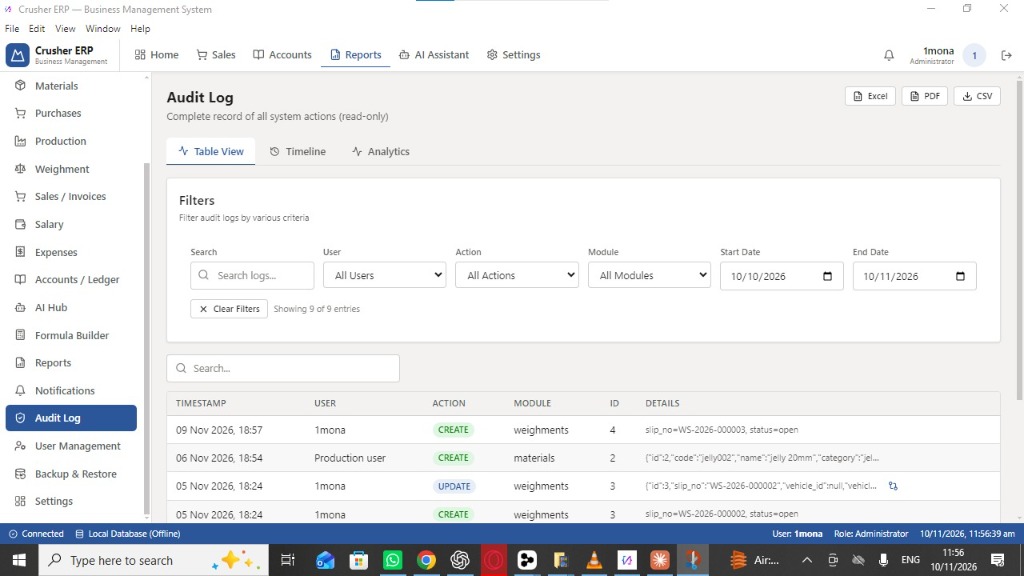 Crusher ERP — Business Management System
File Edit View Window Help
Crusher ERP
Business Management
Home Sales Accounts Reports AI Assistant Settings
1mona
Administrator
1
Materials
Purchases
Production
Weighment
Sales / Invoices
Salary
Expenses
Accounts / Ledger
AI Hub
Formula Builder
Reports
Notifications
Audit Log
User Management
Backup & Restore
Settings
Audit Log
Complete record of all system actions (read-only)
Excel PDF CSV
Table View Timeline Analytics
Filters
Filter audit logs by various criteria
Search User Action Module Start Date End Date
Search logs... All Users All Actions All Modules 10/10/2026 10/11/2026
Clear Filters Showing 9 of 9 entries
Search...
TIMESTAMP USER ACTION MODULE ID DETAILS
09 Nov 2026, 18:57 1mona CREATE weighments 4 slip_no=WS-2026-000003, status=open
06 Nov 2026, 18:54 Production user CREATE materials 2 {"id":2,"code":"jelly002","name":"jelly 20mm","category":"jel...
05 Nov 2026, 18:24 1mona UPDATE weighments 3 {"id":3,"slip_no":"WS-2026-000002","vehicle_id":null,"vehicl...
05 Nov 2026, 18:24 1mona CREATE weighments 3 slip_no=WS-2026-000002, status=open
Connected Local Database (Offline) User: 1mona Role: Administrator 10/11/2026, 11:56:39 am
Type here to search Air:... ENG 11:56
10/11/2026